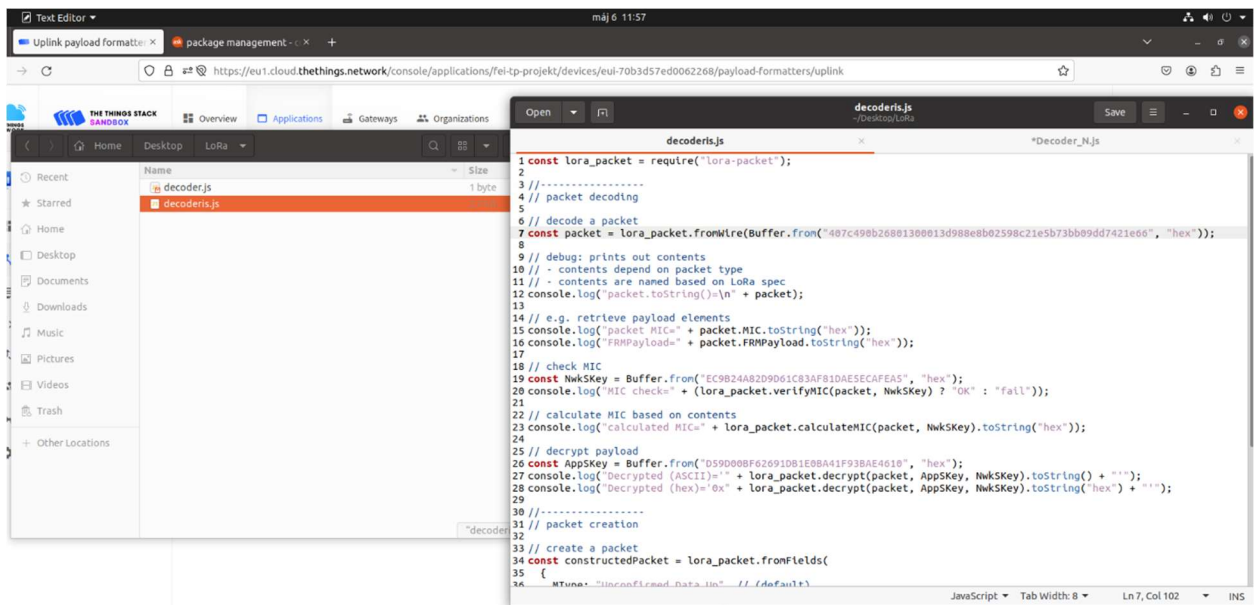 Text Editor
máj 6 11:57
Uplink payload formatter
package management - c
https://eu1.cloud.thethings.network/console/applications/fei-tp-projekt/devices/eui-70b3d57ed0062268/payload-formatters/uplink
THE THINGS STACK
SANDBOX
Overview
Applications
Gateways
Organizations
Home
Desktop
LoRa
Name
Size
Recent
Starred
Home
Desktop
Documents
Downloads
Music
Pictures
Videos
Trash
+ Other Locations
decoder.js
1 byte
decoderis.js
"decoder
Open
decoderis.js
~/Desktop/LoRa
Save
decoderis.js
*Decoder_N.js
1 const lora_packet = require("lora-packet");
2
3 //-----------------
4 // packet decoding
5
6 // decode a packet
7 const packet = lora_packet.fromWire(Buffer.from("407c490b26801300013d988e8b02598c21e5b73bb09dd7421e66", "hex"));
8
9 // debug: prints out contents
10 // - contents depend on packet type
11 // - contents are named based on LoRa spec
12 console.log("packet.toString()=\n" + packet);
13
14 // e.g. retrieve payload elements
15 console.log("packet MIC=" + packet.MIC.toString("hex"));
16 console.log("FRMPayload=" + packet.FRMPayload.toString("hex"));
17
18 // check MIC
19 const NwkSKey = Buffer.from("EC9B24A82D9D61C83AF81DAE5ECAFEA5", "hex");
20 console.log("MIC check=" + (lora_packet.verifyMIC(packet, NwkSKey) ? "OK" : "fail"));
21
22 // calculate MIC based on contents
23 console.log("calculated MIC=" + lora_packet.calculateMIC(packet, NwkSKey).toString("hex"));
24
25 // decrypt payload
26 const AppSKey = Buffer.from("D59D00BF62691DB1E0BA41F93BAE4610", "hex");
27 console.log("Decrypted (ASCII)='" + lora_packet.decrypt(packet, AppSKey, NwkSKey).toString() + "'");
28 console.log("Decrypted (hex)='0x" + lora_packet.decrypt(packet, AppSKey, NwkSKey).toString("hex") + "'");
29
30 //-----------------
31 // packet creation
32
33 // create a packet
34 const constructedPacket = lora_packet.fromFields(
35 {
36 MType: "Unconfirmed Data Up", // (default)
JavaScript
Tab Width: 8
Ln 7, Col 102
INS